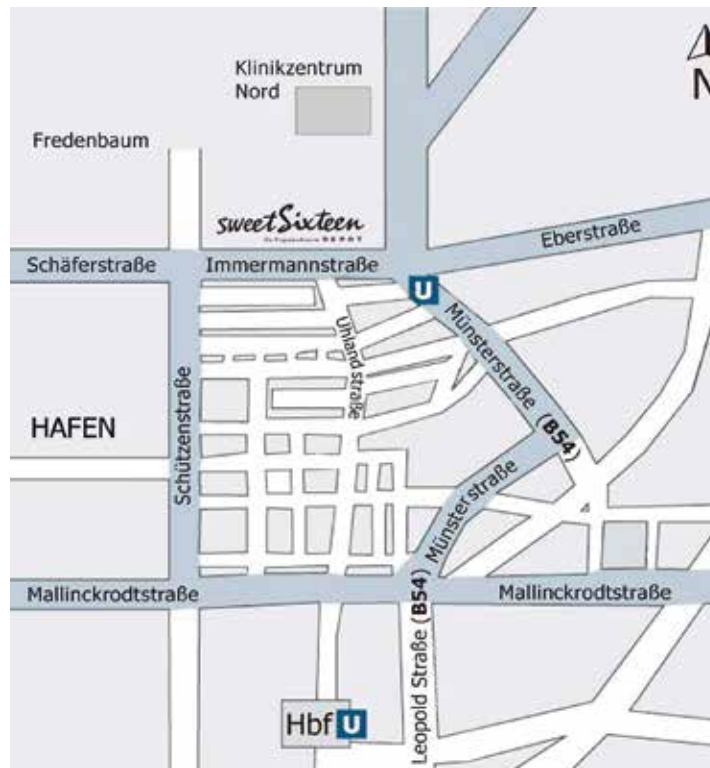 Klinikzentrum
Nord
N
Fredenbaum
sweetSixteen
DEPOT
Eberstraße
Schäferstraße
Immermannstraße
U
Münsterstraße (B54)
Uhlandstraße
Schützenstraße
HAFEN
Münsterstraße
Mallinckrodtstraße
Mallinckrodtstraße
Leopold Straße (B54)
Hbf U